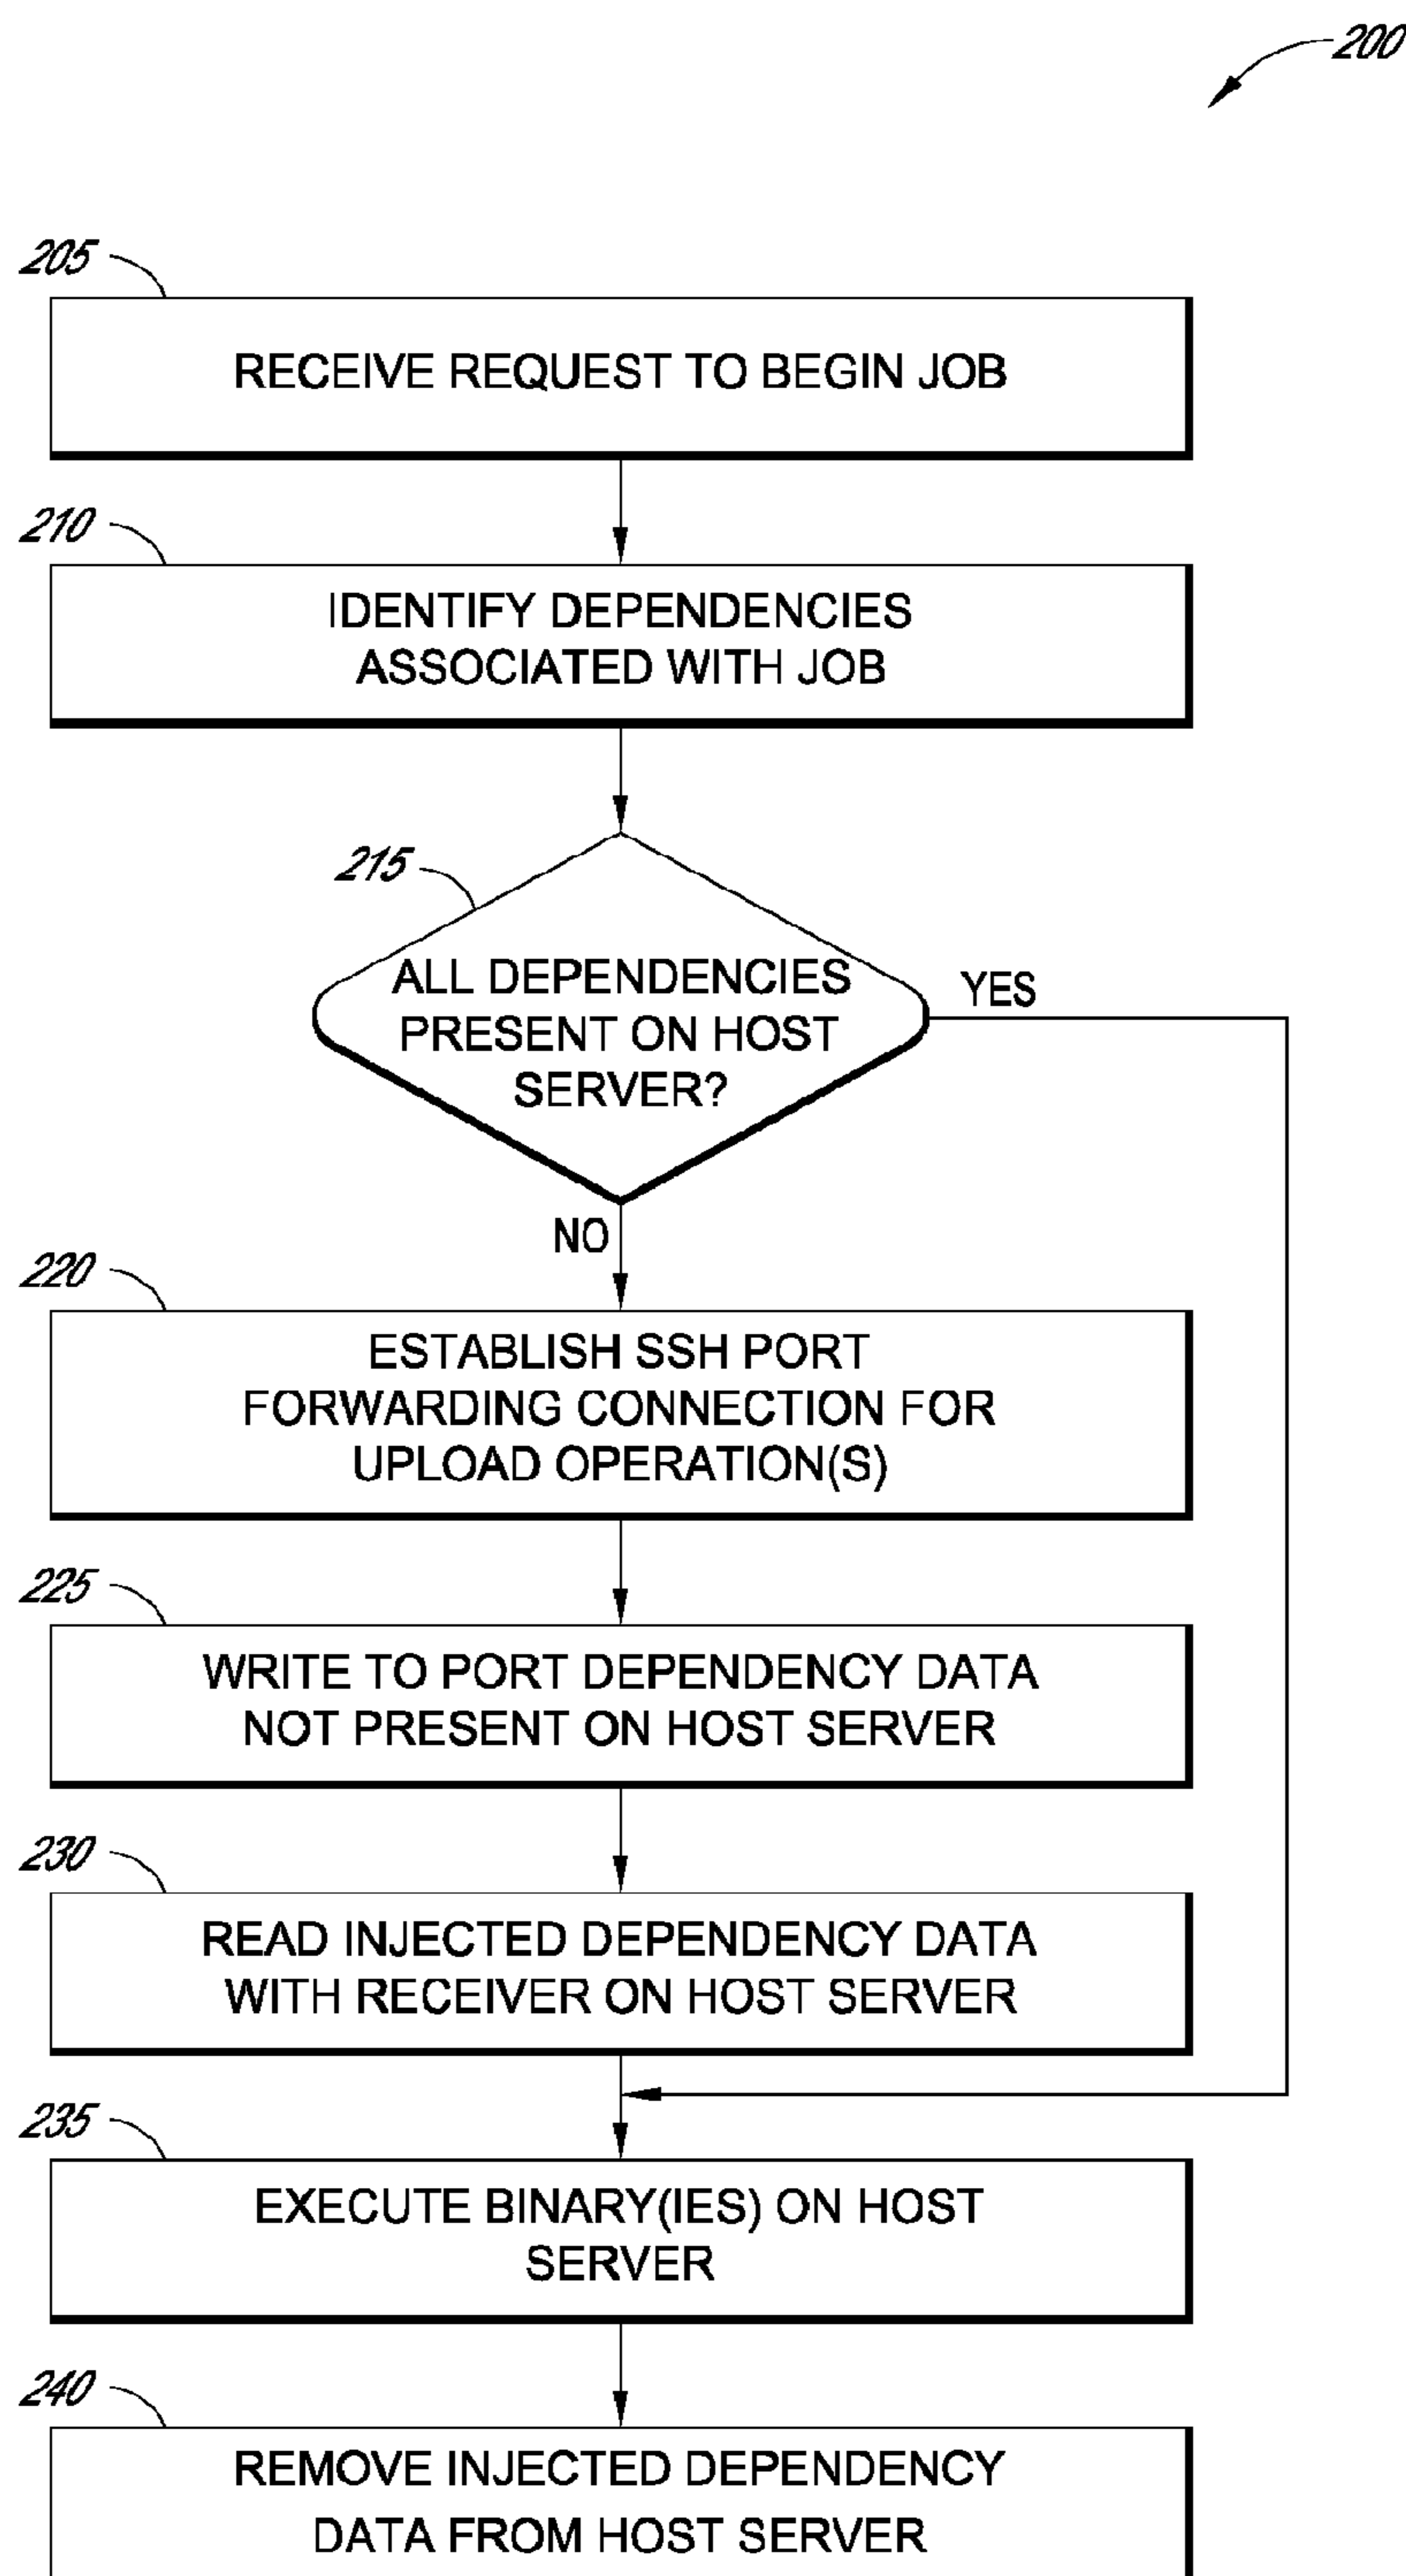 200
205
RECEIVE REQUEST TO BEGIN JOB
210
IDENTIFY DEPENDENCIES
ASSOCIATED WITH JOB
215
ALL DEPENDENCIES
PRESENT ON HOST
SERVER?
YES
NO
220
ESTABLISH SSH PORT
FORWARDING CONNECTION FOR
UPLOAD OPERATION(S)
225
WRITE TO PORT DEPENDENCY DATA
NOT PRESENT ON HOST SERVER
230
READ INJECTED DEPENDENCY DATA
WITH RECEIVER ON HOST SERVER
235
EXECUTE BINARY(IES) ON HOST
SERVER
240
REMOVE INJECTED DEPENDENCY
DATA FROM HOST SERVER